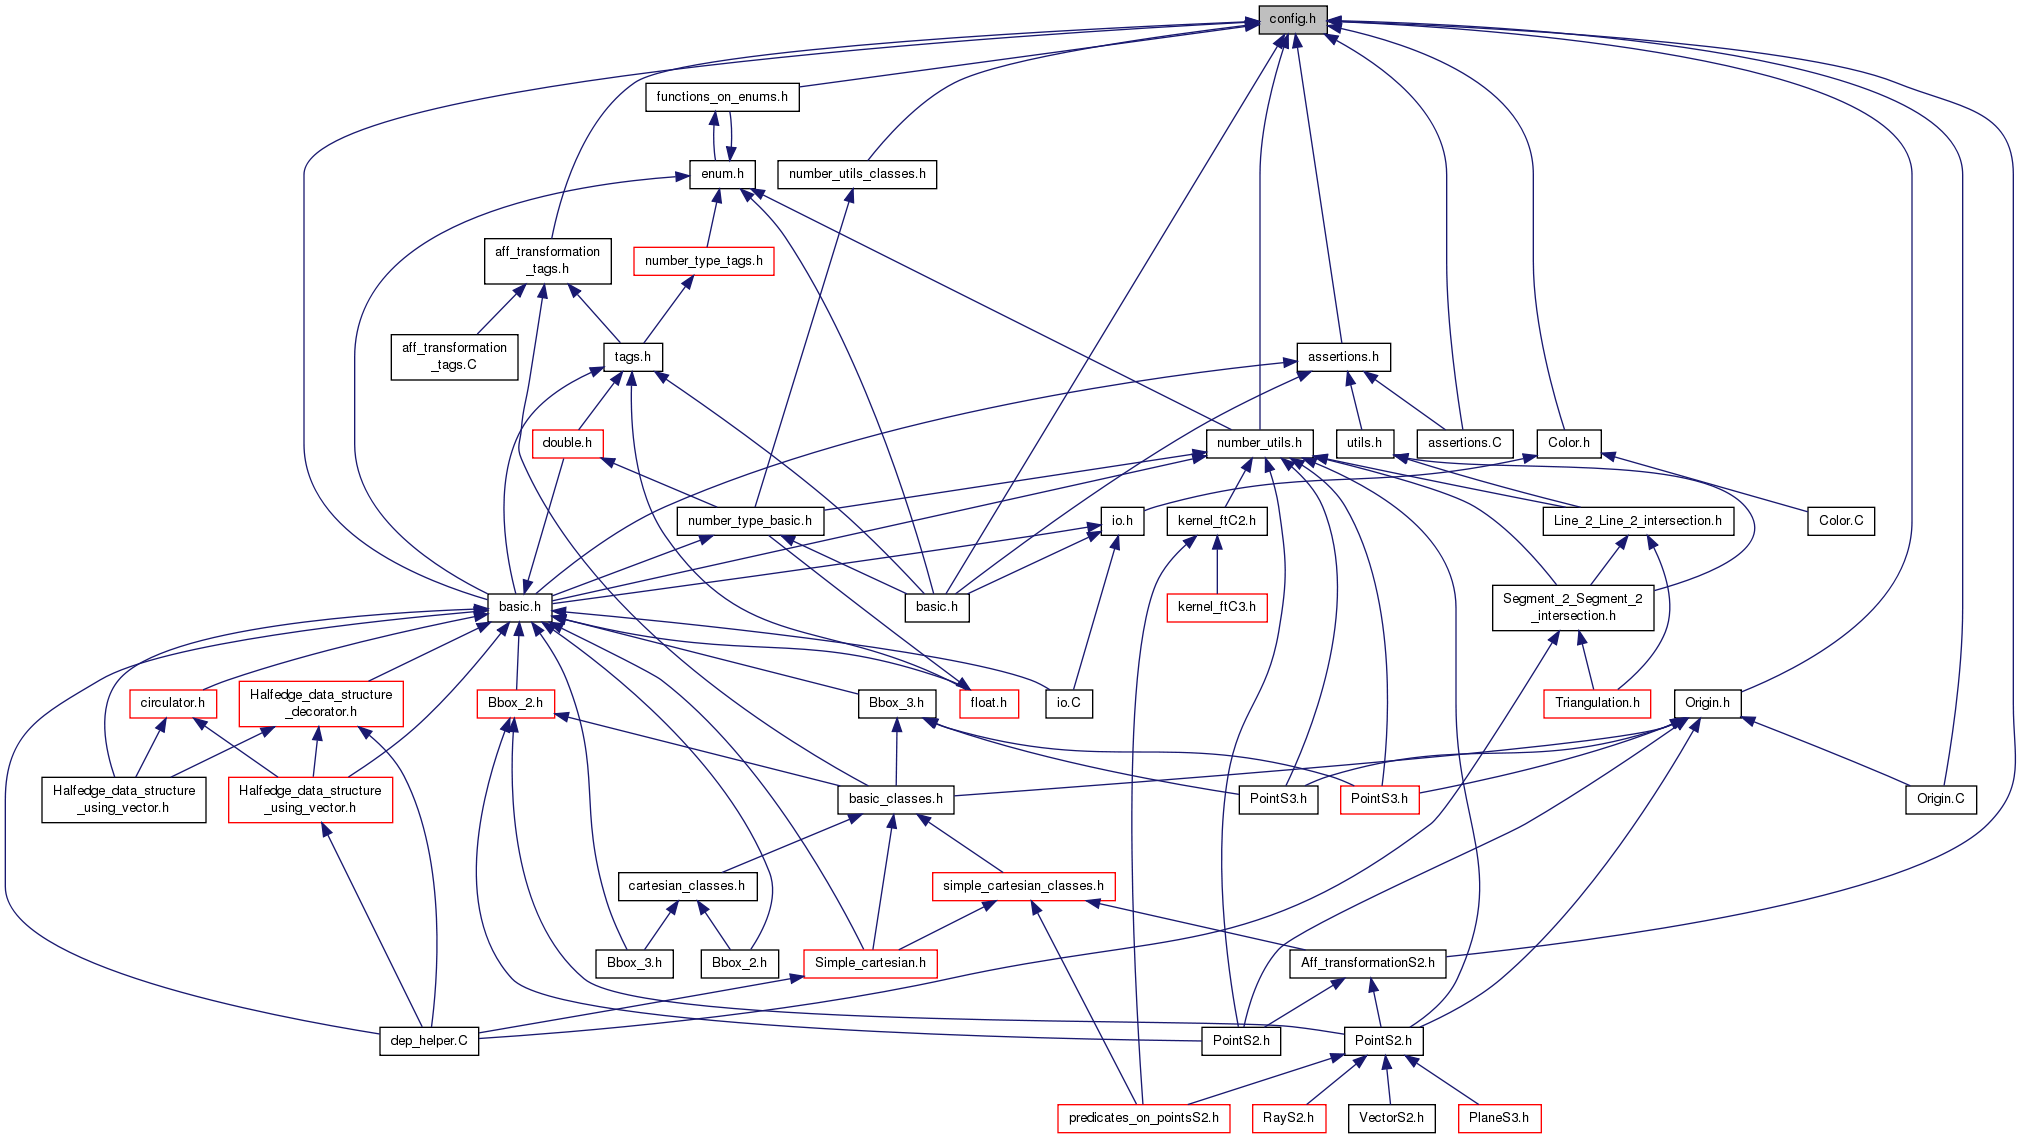 config.h
functions_on_enums.h
enum.h
number_utils_classes.h
aff_transformation
_tags.h
number_type_tags.h
aff_transformation
_tags.C
tags.h
assertions.h
double.h
number_utils.h
utils.h
assertions.C
Color.h
number_type_basic.h
io.h
kernel_ftC2.h
Line_2_Line_2_intersection.h
Color.C
basic.h
basic.h
kernel_ftC3.h
Segment_2_Segment_2
_intersection.h
circulator.h
Halfedge_data_structure
_decorator.h
Bbox_2.h
Bbox_3.h
float.h
io.C
Triangulation.h
Origin.h
Halfedge_data_structure
_using_vector.h
Halfedge_data_structure
_using_vector.h
basic_classes.h
PointS3.h
PointS3.h
Origin.C
cartesian_classes.h
simple_cartesian_classes.h
Bbox_3.h
Bbox_2.h
Simple_cartesian.h
Aff_transformationS2.h
dep_helper.C
PointS2.h
PointS2.h
predicates_on_pointsS2.h
RayS2.h
VectorS2.h
PlaneS3.h